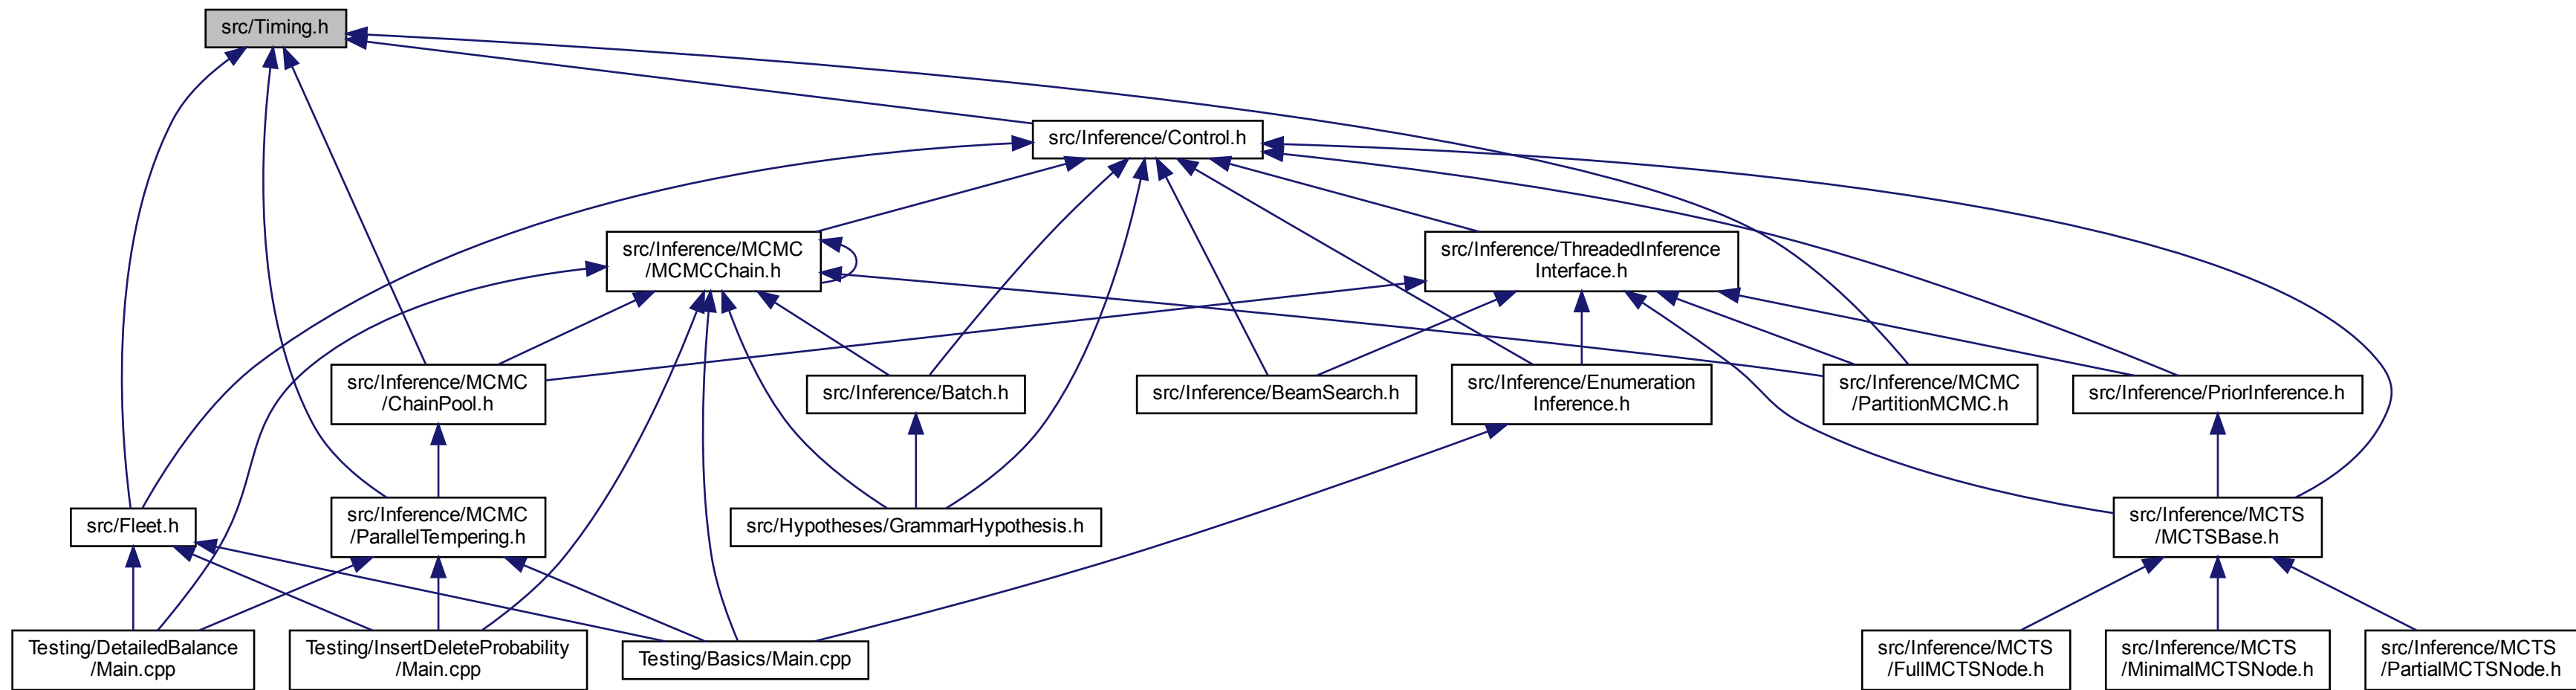 src/Timing.h
src/Inference/Control.h
src/Inference/MCMC
/MCMCChain.h
src/Inference/ThreadedInference
Interface.h
src/Inference/MCMC
/ChainPool.h
src/Inference/Batch.h
src/Inference/BeamSearch.h
src/Inference/Enumeration
Inference.h
src/Inference/MCMC
/PartitionMCMC.h
src/Inference/PriorInference.h
src/Fleet.h
src/Inference/MCMC
/ParallelTempering.h
src/Hypotheses/GrammarHypothesis.h
src/Inference/MCTS
/MCTSBase.h
Testing/DetailedBalance
/Main.cpp
Testing/InsertDeleteProbability
/Main.cpp
Testing/Basics/Main.cpp
src/Inference/MCTS
/FullMCTSNode.h
src/Inference/MCTS
/MinimalMCTSNode.h
src/Inference/MCTS
/PartialMCTSNode.h